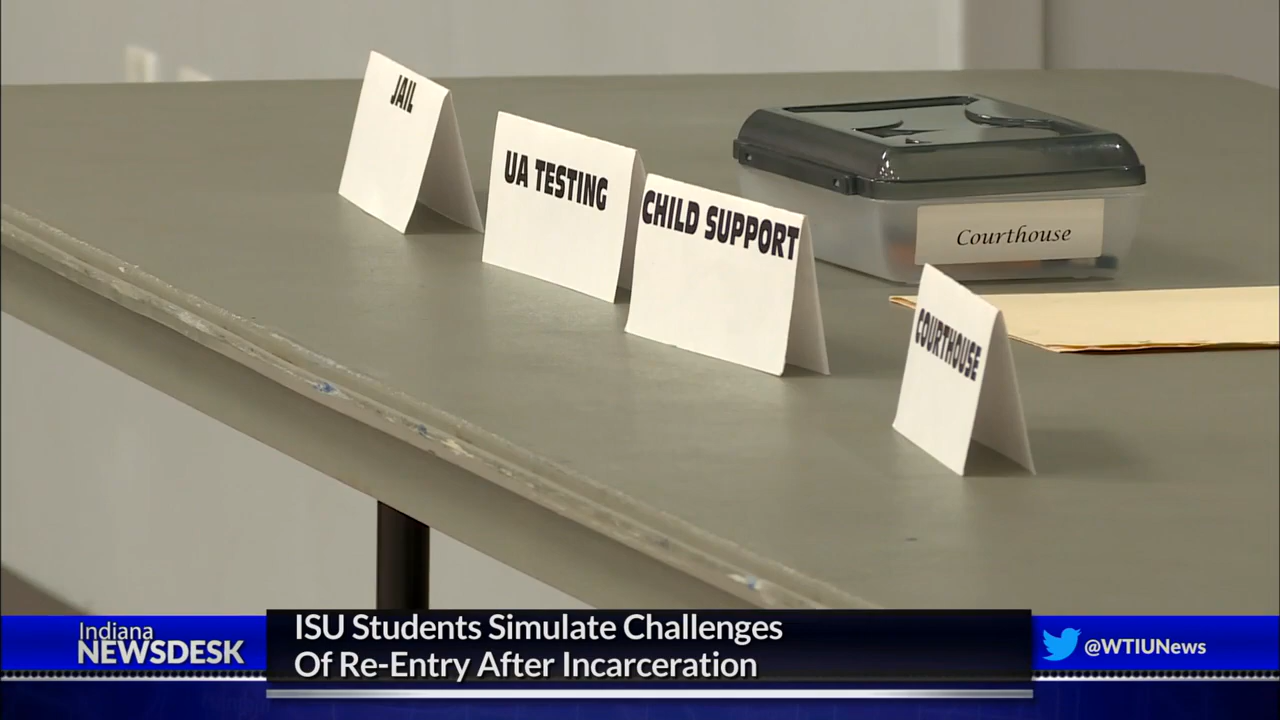 JAIL
UA TESTING
CHILD SUPPORT
Courthouse
COURTHOUSE
Indiana
NEWSDESK
ISU Students Simulate Challenges
Of Re-Entry After Incarceration
@WTIUNews